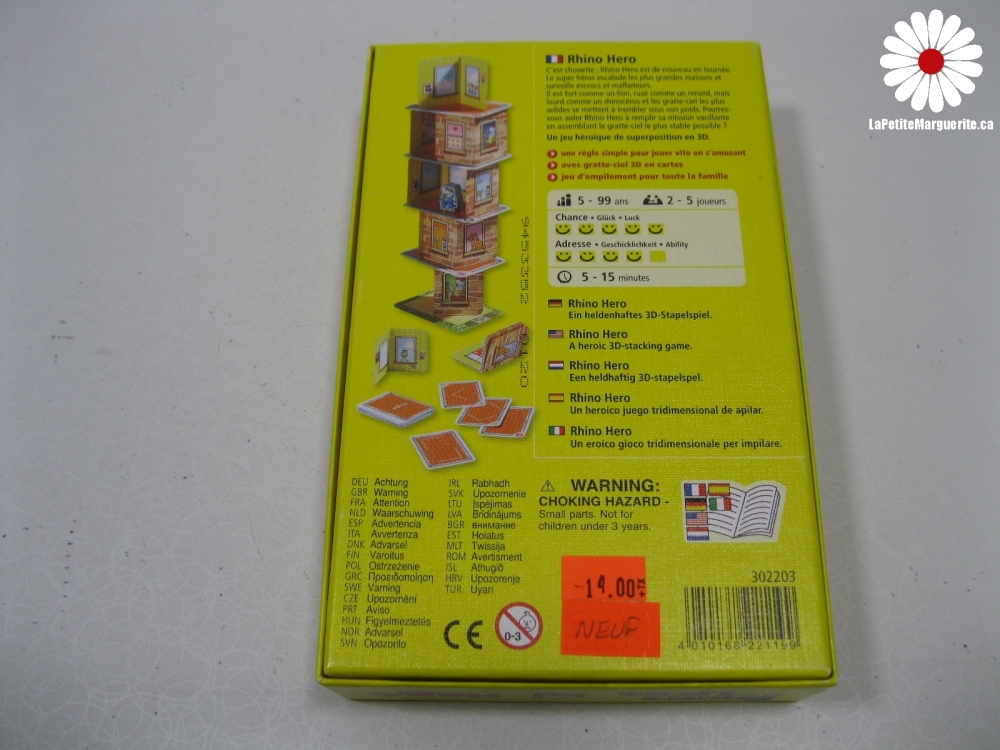 LaPetiteMarguerite.ca
Rhino Hero
C'est chouette : Rhino Hero est de nouveau en tournée.
Le super héros escalade les plus grandes maisons et
surveille escrocs et malfaiteurs.
Il est fort comme un lion, rusé comme un renard, mais
lourd comme un rhinocéros et les gratte-ciel les plus
solides se mettent à trembler sous son poids. Pourrez-
vous aider Rhino Hero à remplir sa mission vacillante
en assemblant le gratte-ciel le plus stable possible ?
Un jeu héroïque de superposition en 3D.
une règle simple pour jouer vite en s'amusant
avec gratte-ciel 3D en cartes
jeu d'empilement pour toute la famille
5 - 99 ans 2 - 5 joueurs
Chance • Glück • Luck
Adresse • Geschicklichkeit • Ability
5 - 15 minutes
Rhino Hero
Ein heldenhaftes 3D-Stapelspiel.
Rhino Hero
A heroic 3D-stacking game.
Rhino Hero
Een heldhaftig 3D-stapelspel.
Rhino Hero
Un heroico juego tridimensional de apilar.
Rhino Hero
Un eroico gioco tridimensionale per impilare.
DEU Achtung
GBR Warning
FRA Attention
NLD Waarschuwing
ESP Advertencia
ITA Avvertenza
DNK Advarsel
FIN Varoitus
POL Ostrzeżenie
GRC Προειδοποίηση
SWE Varning
CZE Upozornění
PRT Aviso
HUN Figyelmeztetés
NOR Advarsel
SVN Opozorilo
IRL Rabhadh
SVK Upozornenie
LTU Įspėjimas
LVA Brīdinājums
BGR внимание
EST Hoiatus
MLT Twissija
ROM Avertisment
ISL Athugið
HRV Upozorenje
TUR Uyarı
WARNING:
CHOKING HAZARD -
Small parts. Not for
children under 3 years.
CE
0-3
14.00
NEUF
302203
4 010168 221199